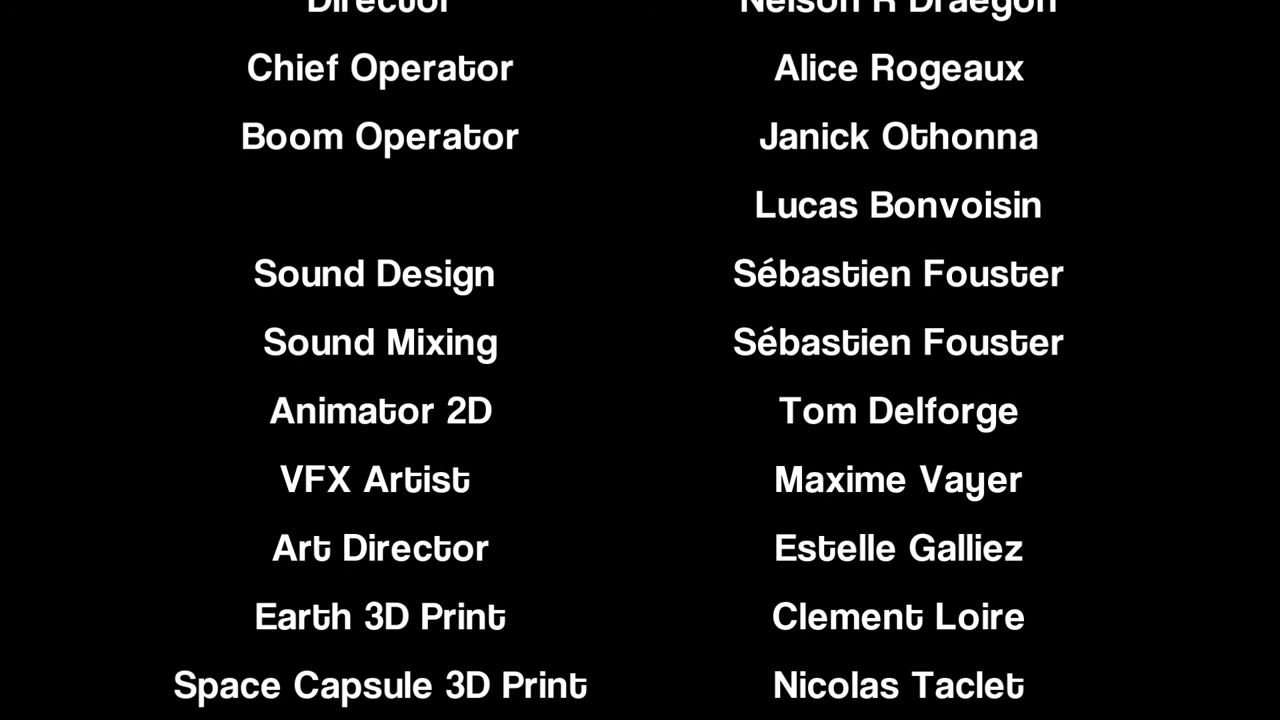 Director Nelson R Draegon
Chief Operator Alice Rogeaux
Boom Operator Janick Othonna
Lucas Bonvoisin
Sound Design Sébastien Fouster
Sound Mixing Sébastien Fouster
Animator 2D Tom Delforge
VFX Artist Maxime Vayer
Art Director Estelle Galliez
Earth 3D Print Clement Loire
Space Capsule 3D Print Nicolas Taclet